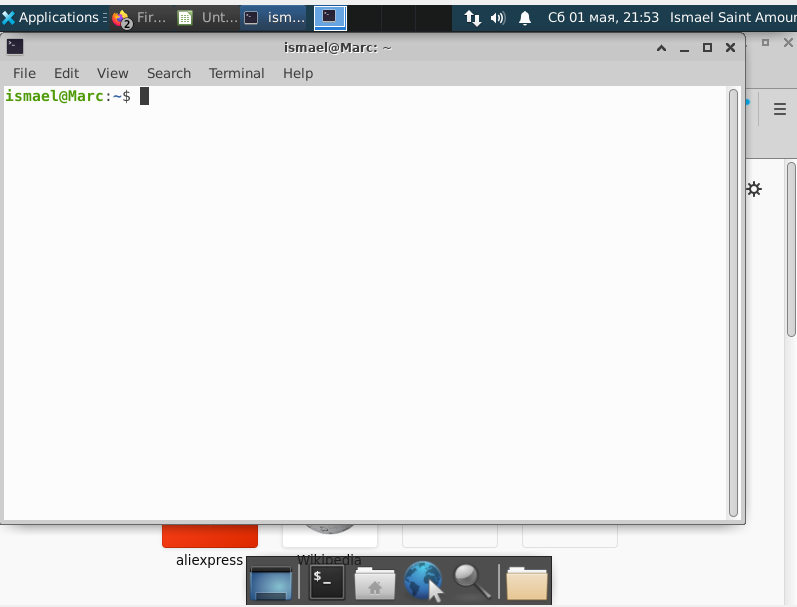 Applications Fir... Unt... ism... Сб 01 мая, 21:53 Ismael Saint Amour
2
ismael@Marc: ~
File Edit View Search Terminal Help
ismael@Marc:~$
aliexpress Wikipedia
$_